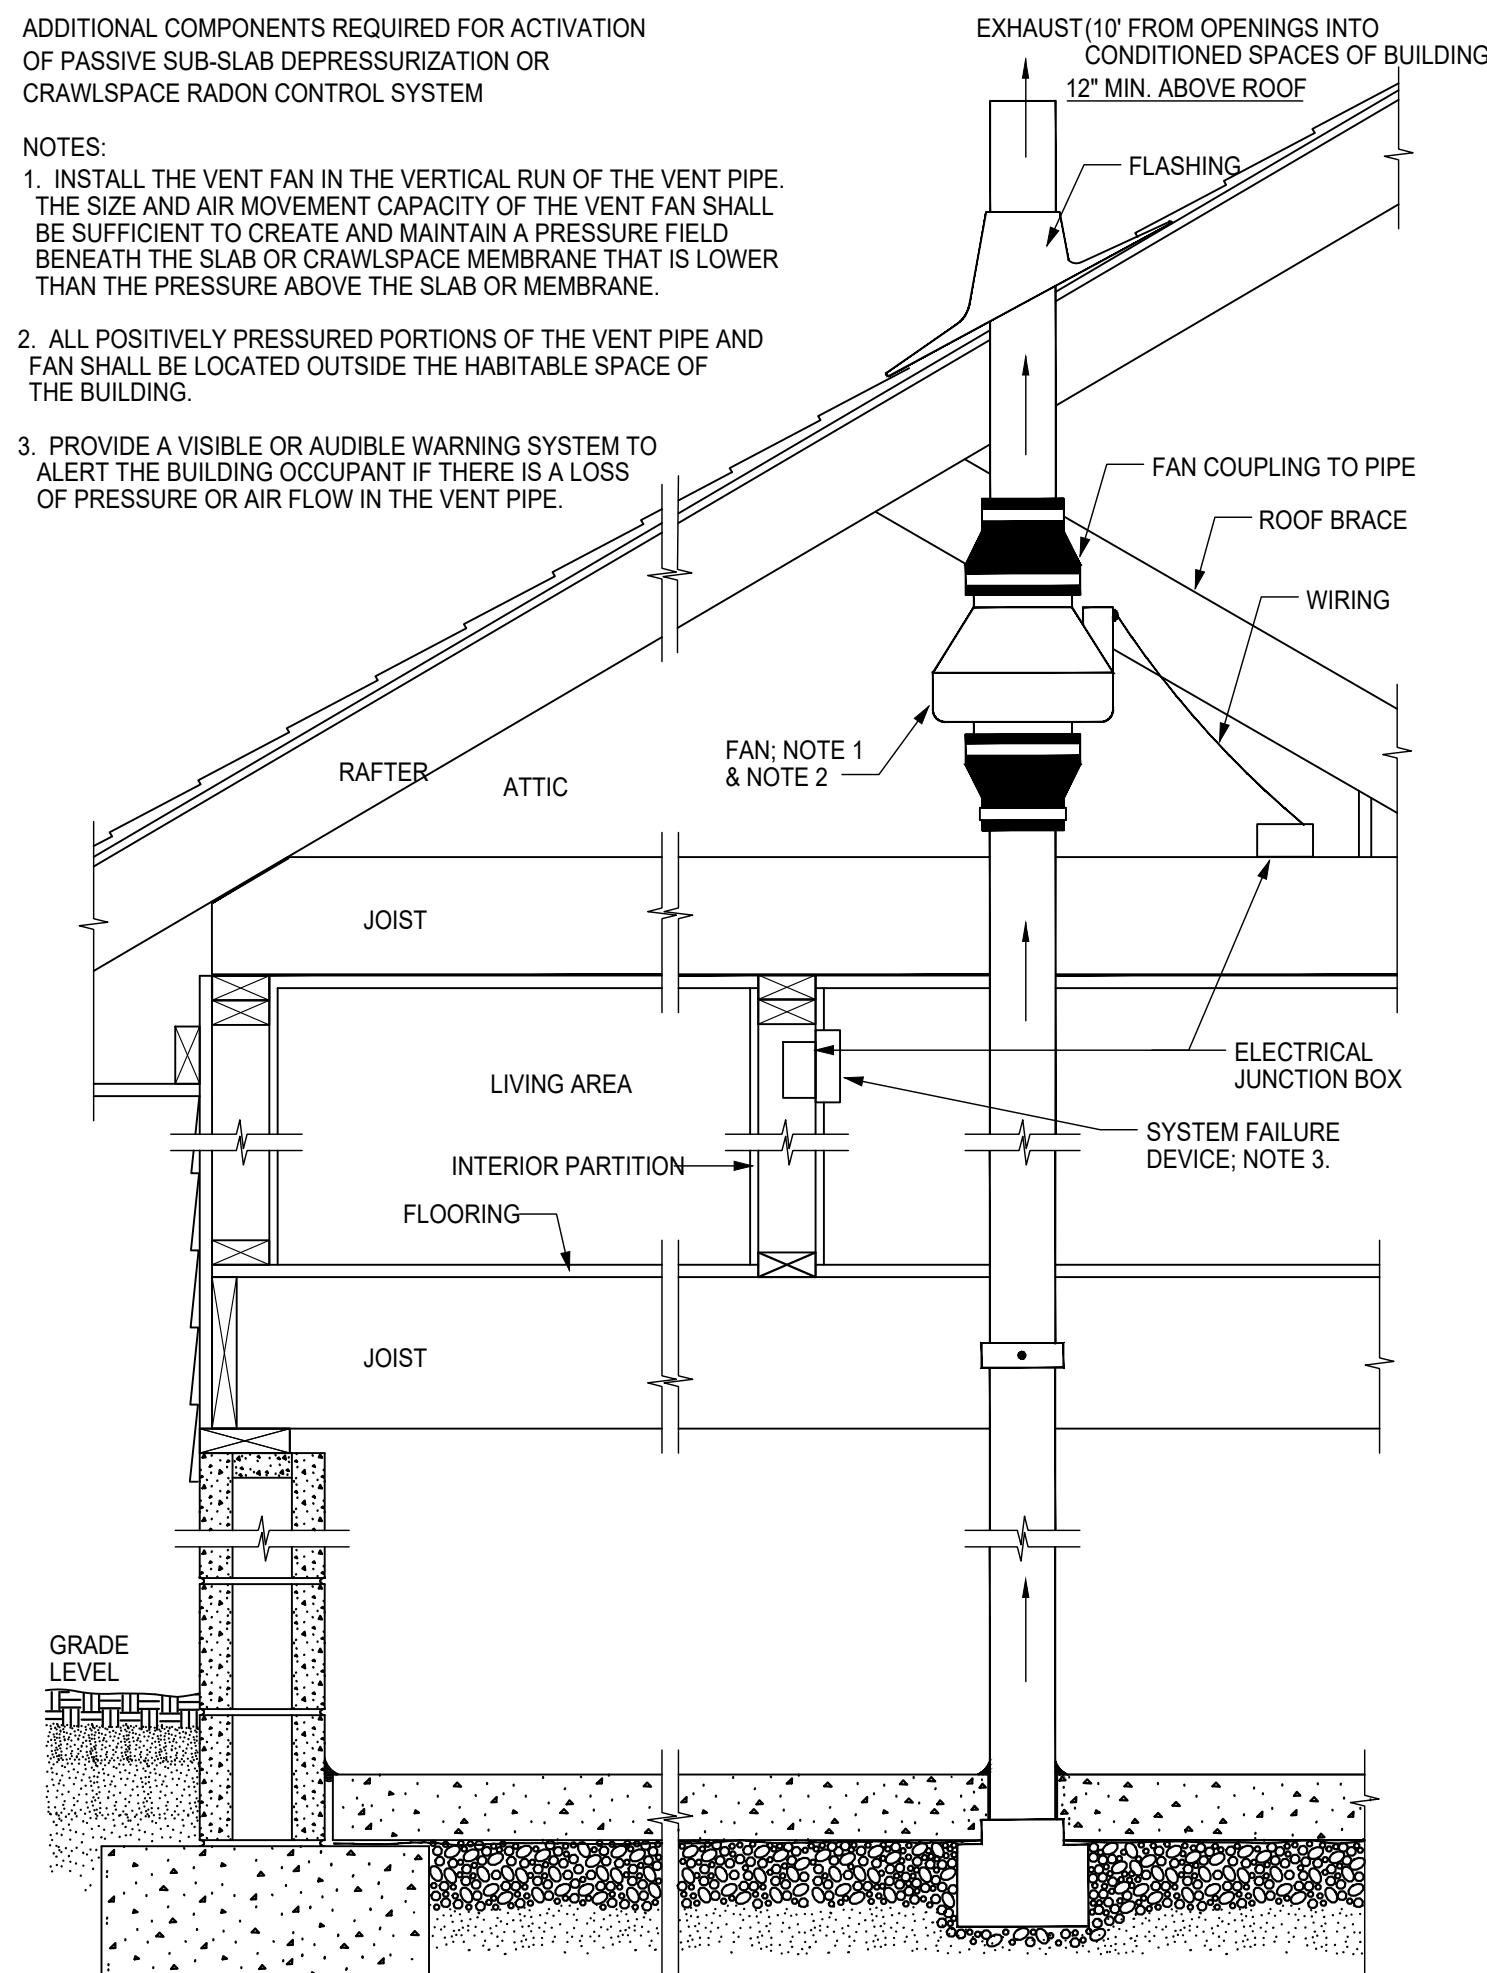 ADDITIONAL COMPONENTS REQUIRED FOR ACTIVATION
OF PASSIVE SUB-SLAB DEPRESSURIZATION OR
CRAWLSPACE RADON CONTROL SYSTEM
NOTES:
1. INSTALL THE VENT FAN IN THE VERTICAL RUN OF THE VENT PIPE.
THE SIZE AND AIR MOVEMENT CAPACITY OF THE VENT FAN SHALL
BE SUFFICIENT TO CREATE AND MAINTAIN A PRESSURE FIELD
BENEATH THE SLAB OR CRAWLSPACE MEMBRANE THAT IS LOWER
THAN THE PRESSURE ABOVE THE SLAB OR MEMBRANE.
2. ALL POSITIVELY PRESSURED PORTIONS OF THE VENT PIPE AND
FAN SHALL BE LOCATED OUTSIDE THE HABITABLE SPACE OF
THE BUILDING.
3. PROVIDE A VISIBLE OR AUDIBLE WARNING SYSTEM TO
ALERT THE BUILDING OCCUPANT IF THERE IS A LOSS
OF PRESSURE OR AIR FLOW IN THE VENT PIPE.
EXHAUST (10' FROM OPENINGS INTO
CONDITIONED SPACES OF BUILDING
12" MIN. ABOVE ROOF
FLASHING
FAN COUPLING TO PIPE
ROOF BRACE
WIRING
FAN; NOTE 1
& NOTE 2
RAFTER
ATTIC
JOIST
LIVING AREA
ELECTRICAL
JUNCTION BOX
SYSTEM FAILURE
DEVICE; NOTE 3.
INTERIOR PARTITION
FLOORING
JOIST
GRADE
LEVEL